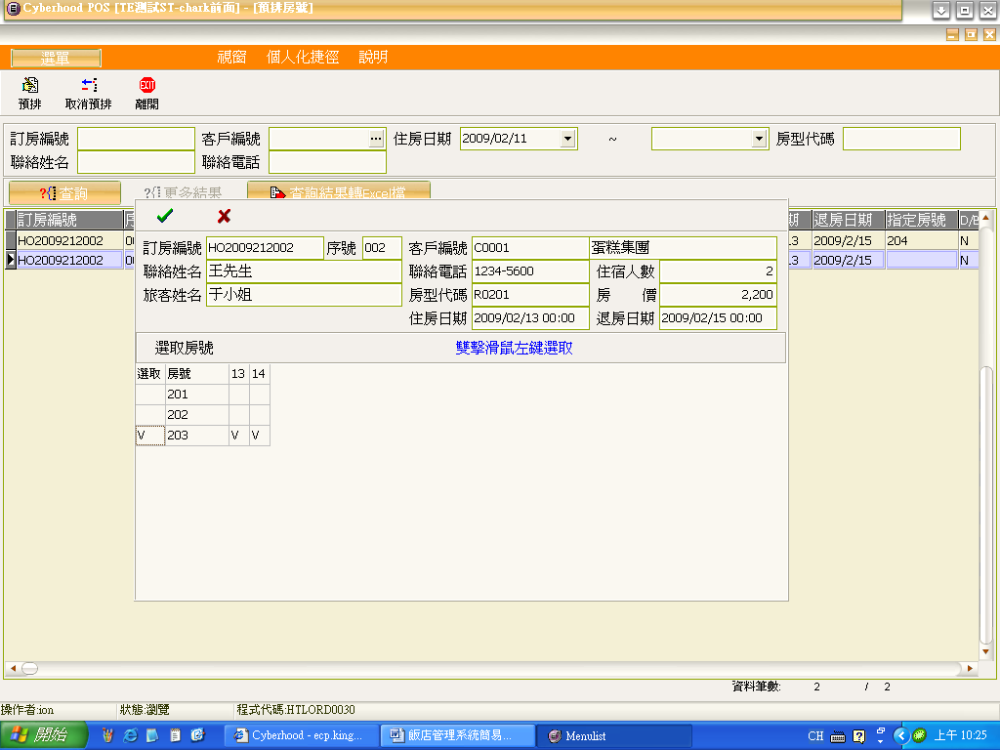 Cyberhood POS [TE測試ST-chark前面] - [預排房號]
選單 視窗 個人化捷徑 說明
EXIT
預排 取消預排 離開
訂房編號 客戶編號 ... 住房日期 2009/02/11 ~ 房型代碼
聯絡姓名 聯絡電話
?{} 查詢 ?{} 更多結果 查詢結果轉Excel檔
訂房編號 期 退房日期 指定房號 D/B
HO2009212002 3 2009/2/15 204 N
HO2009212002 3 2009/2/15 N
訂房編號 HO2009212002 序號 002 客戶編號 C0001 蛋糕集團
聯絡姓名 王先生 聯絡電話 1234-5600 住宿人數 2
旅客姓名 于小姐 房型代碼 R0201 房 價 2,200
住房日期 2009/02/13 00:00 退房日期 2009/02/15 00:00
選取房號 雙擊滑鼠左鍵選取
選取 房號 13 14
201
202
V 203 V V
資料筆數: 2 / 2
操作者:ion 狀態:瀏覽 程式代碼:HTLORD0030
開始 Cyberhood - ecp king... 飯店管理系統簡易... Menulist CH 上午 10:25